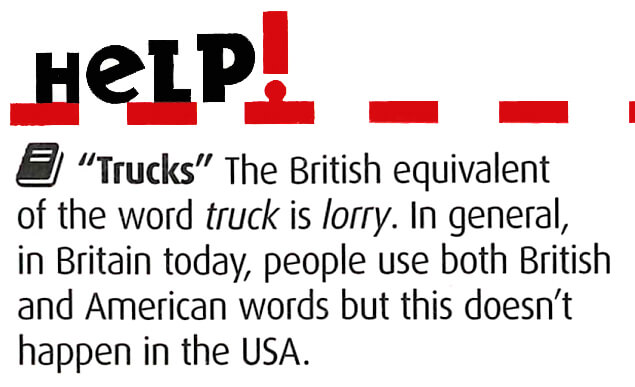 HeLP!
“Trucks” The British equivalent
of the word truck is lorry. In general,
in Britain today, people use both British
and American words but this doesn’t
happen in the USA.